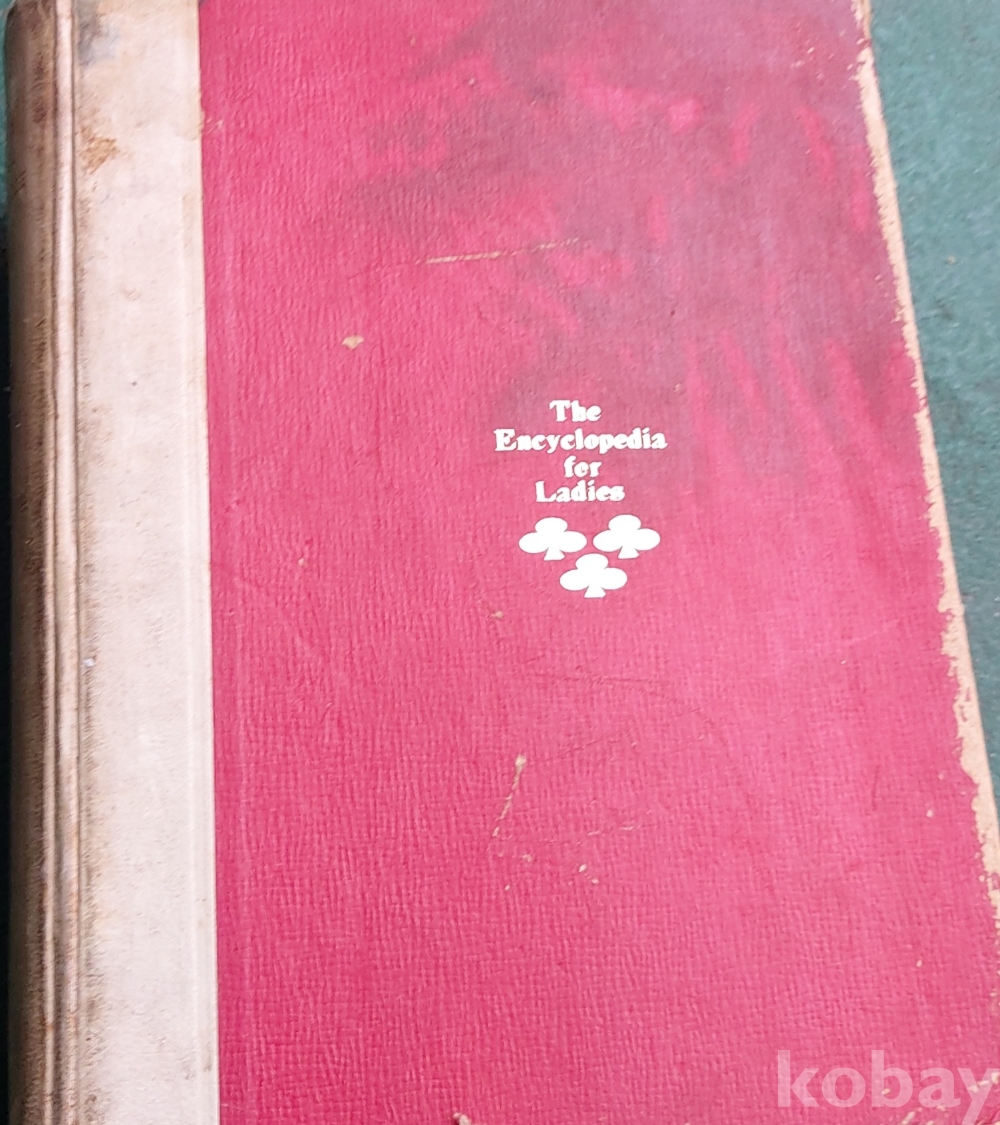 The
Encyclopedia
for
Ladies
kobay